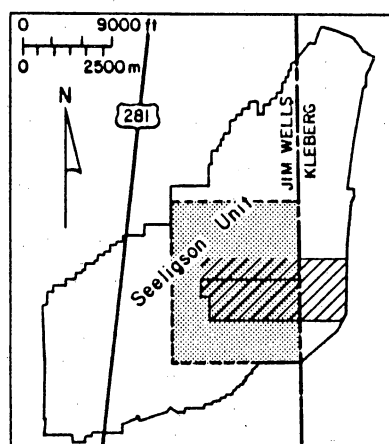 0 9000 ft
0 2500 m
N
281
JIM WELLS
KLEBERG
Seeligson Unit